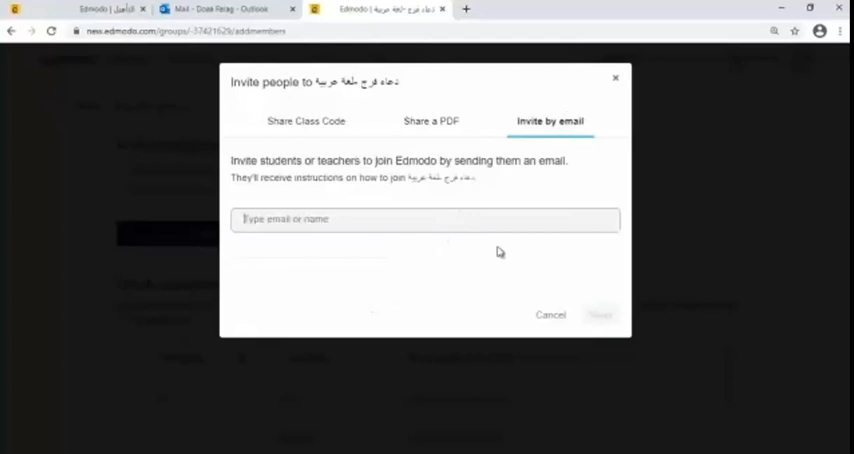 Edmodo | التأهيل
Mail - Doaa Farag - Outlook
Edmodo | دعاء فرج -لغة عربية
new.edmodo.com/groups/-37421629/addmembers
Invite people to دعاء فرج -لغة عربية
Share Class Code
Share a PDF
Invite by email
Invite students or teachers to join Edmodo by sending them an email.
They'll receive instructions on how to join دعاء فرج -لغة عربية.
Type email or name
Cancel
Next